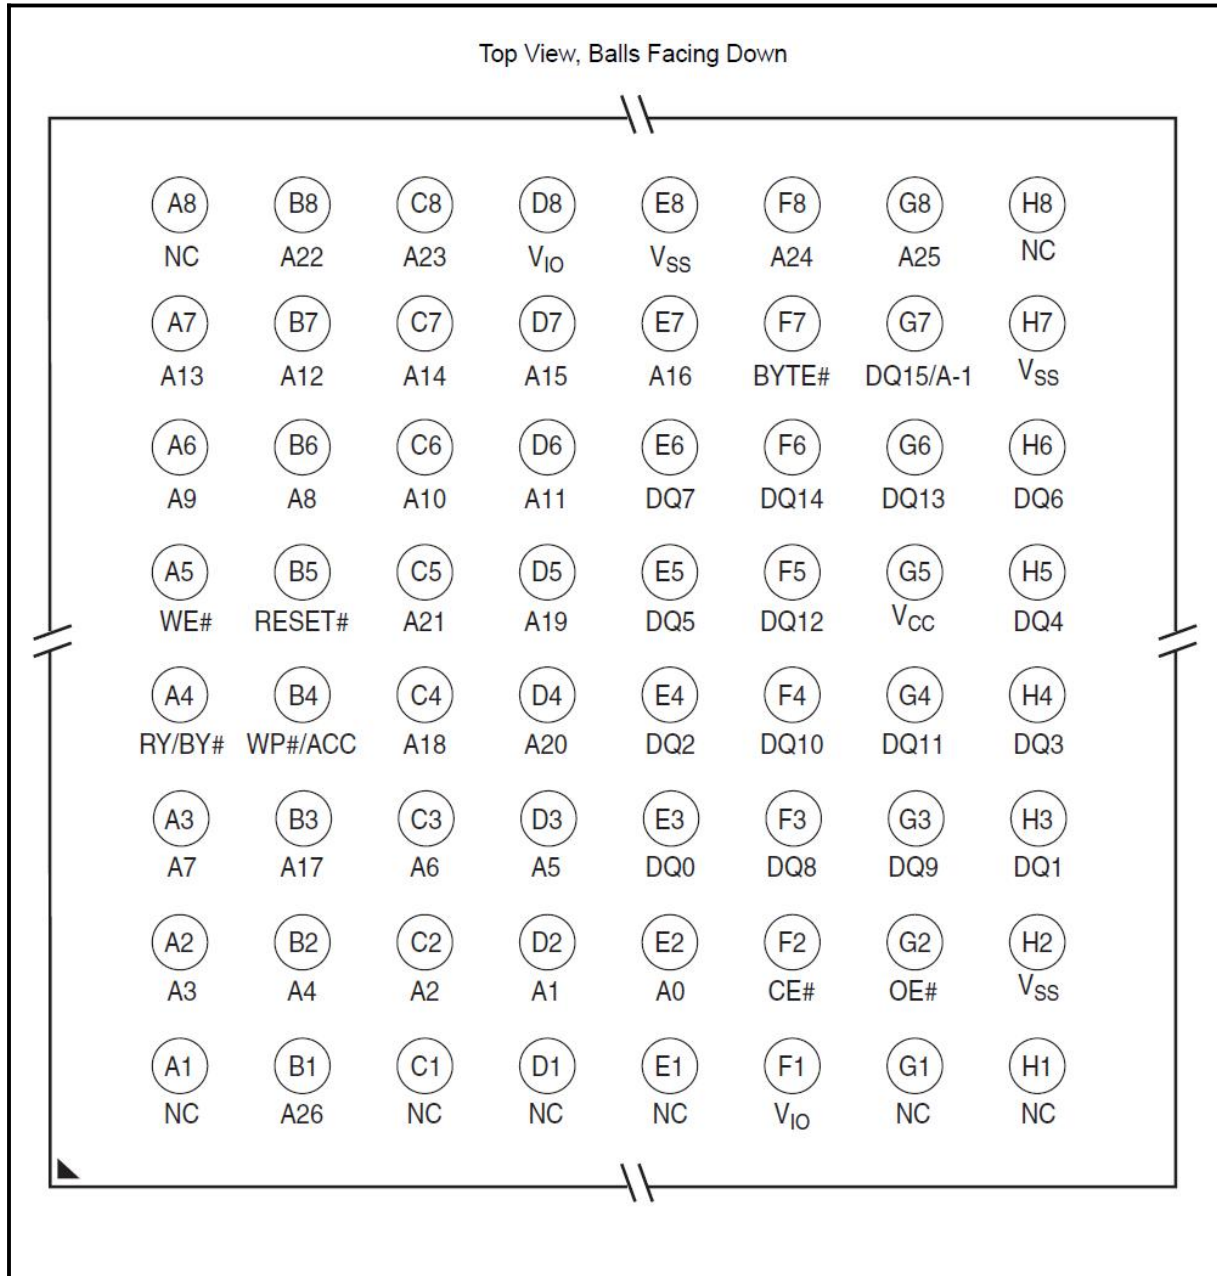 Top View, Balls Facing Down
A8 B8 C8 D8 E8 F8 G8 H8
NC A22 A23 VIO VSS A24 A25 NC
A7 B7 C7 D7 E7 F7 G7 H7
A13 A12 A14 A15 A16 BYTE# DQ15/A-1 VSS
A6 B6 C6 D6 E6 F6 G6 H6
A9 A8 A10 A11 DQ7 DQ14 DQ13 DQ6
A5 B5 C5 D5 E5 F5 G5 H5
WE# RESET# A21 A19 DQ5 DQ12 VCC DQ4
A4 B4 C4 D4 E4 F4 G4 H4
RY/BY# WP#/ACC A18 A20 DQ2 DQ10 DQ11 DQ3
A3 B3 C3 D3 E3 F3 G3 H3
A7 A17 A6 A5 DQ0 DQ8 DQ9 DQ1
A2 B2 C2 D2 E2 F2 G2 H2
A3 A4 A2 A1 A0 CE# OE# VSS
A1 B1 C1 D1 E1 F1 G1 H1
NC A26 NC NC NC VIO NC NC